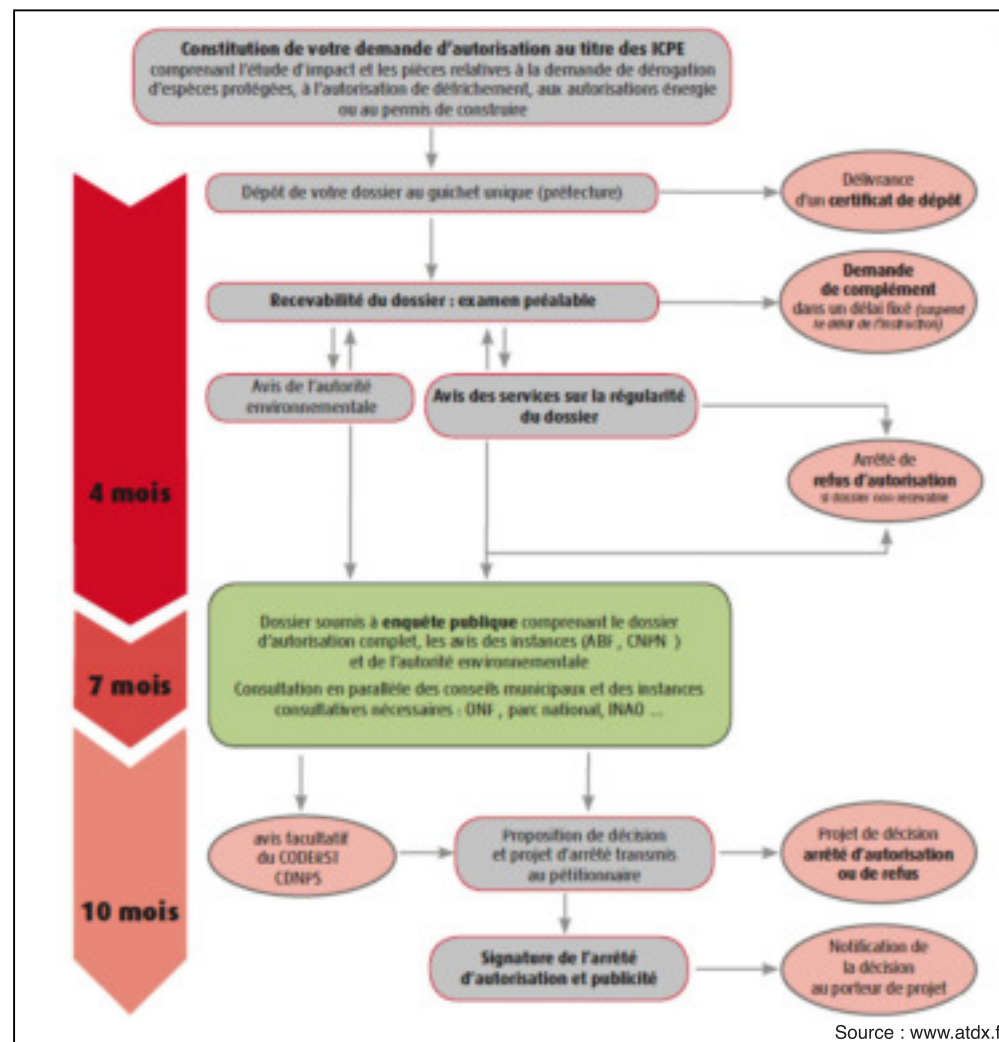 Constitution de votre demande d'autorisation au titre des ICPE
comprenant l'étude d'impact et les pièces relatives à la demande de dérogation
d'espèces protégées, à l'autorisation de défrichement, aux autorisations énergie
ou au permis de construire
Dépôt de votre dossier au guichet unique (préfecture)
Délivrance
d'un certificat de dépôt
Recevabilité du dossier : examen préalable
Demande
de complément
dans un délai fixé (suspend
le délai de l'instruction)
Avis de l'autorité
environnementale
Avis des services sur la régularité
du dossier
Arrêté de
refus d'autorisation
si dossier non recevable
4 mois
Dossier soumis à enquête publique comprenant le dossier
d'autorisation complet, les avis des instances (ABF, CNPN )
et de l'autorité environnementale
Consultation en parallèle des conseils municipaux et des instances
consultatives nécessaires : ONF, parc national, INAO ...
7 mois
avis facultatif
du CODERST
CDNPS
Proposition de décision
et projet d'arrêté transmis
au pétitionnaire
Projet de décision
arrêté d'autorisation
ou de refus
10 mois
Signature de l'arrêté
d'autorisation et publicité
Notification de
la décision
au porteur de projet
Source : www.atdx.f